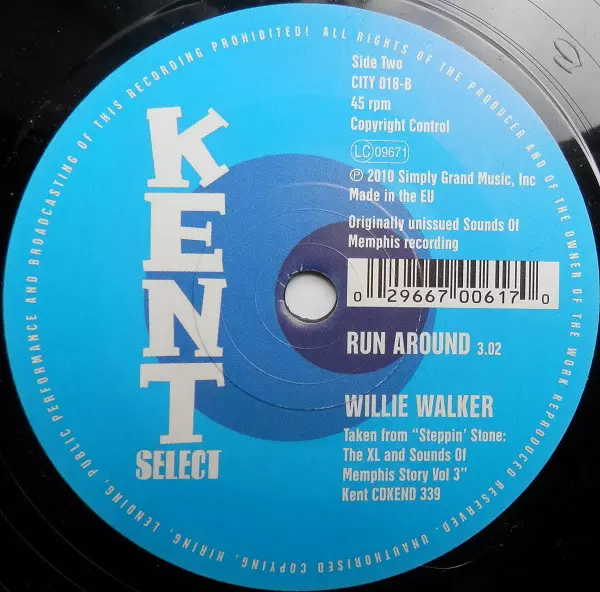 KENT
SELECT
Side Two
CITY 018-B
45 rpm
Copyright Control
LC 09671
℗ 2010 Simply Grand Music, Inc
Made in the EU
Originally unissued Sounds Of
Memphis recording
0 29667 00617 0
RUN AROUND 3.02
WILLIE WALKER
Taken from “Steppin’ Stone:
The XL and Sounds Of
Memphis Story Vol 3”
Kent CDKEND 339
ALL RIGHTS OF THE PRODUCER AND OF THE OWNER OF THE WORK REPRODUCED RESERVED. UNAUTHORISED COPYING, HIRING, LENDING, PUBLIC PERFORMANCE AND BROADCASTING OF THIS RECORDING PROHIBITED!